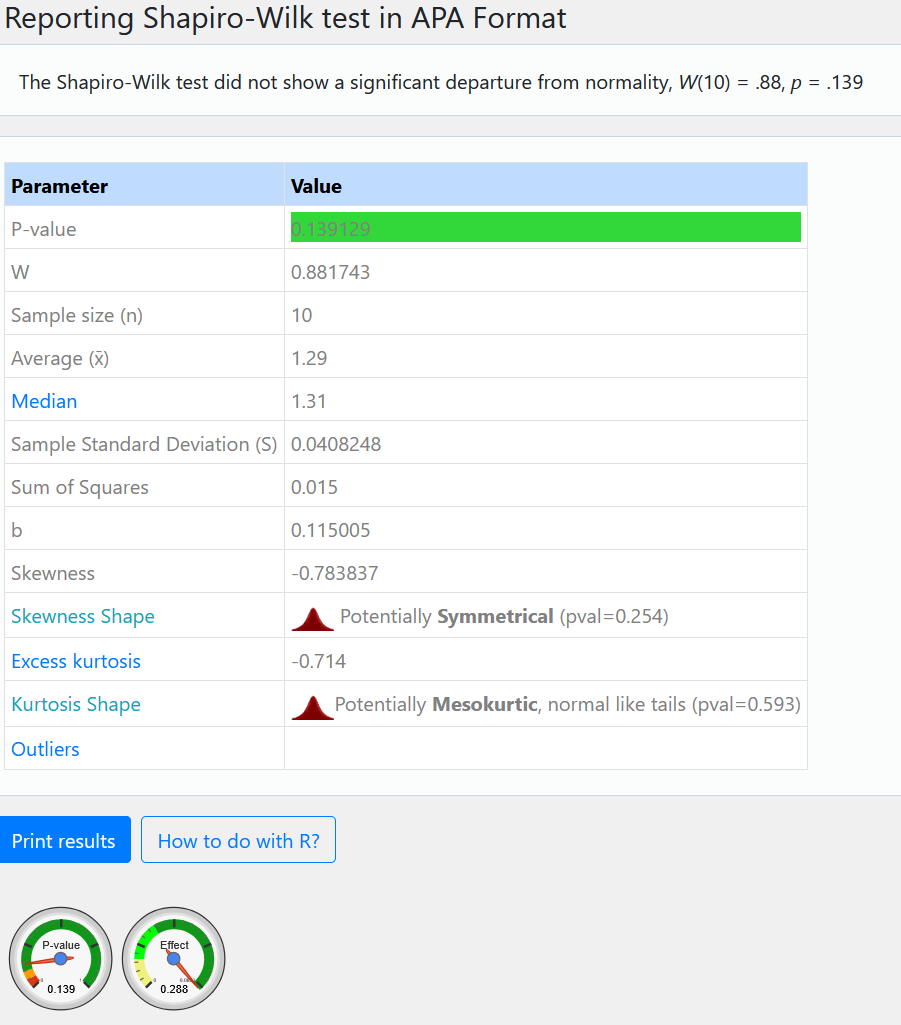 Reporting Shapiro-Wilk test in APA Format
The Shapiro-Wilk test did not show a significant departure from normality, W(10) = .88, p = .139
Parameter Value
P-value 0.139129
W 0.881743
Sample size (n) 10
Average (x̄) 1.29
Median 1.31
Sample Standard Deviation (S) 0.0408248
Sum of Squares 0.015
b 0.115005
Skewness -0.783837
Skewness Shape Potentially Symmetrical (pval=0.254)
Excess kurtosis -0.714
Kurtosis Shape Potentially Mesokurtic, normal like tails (pval=0.593)
Outliers
Print results How to do with R?
P-value Effect
0.139 0.288